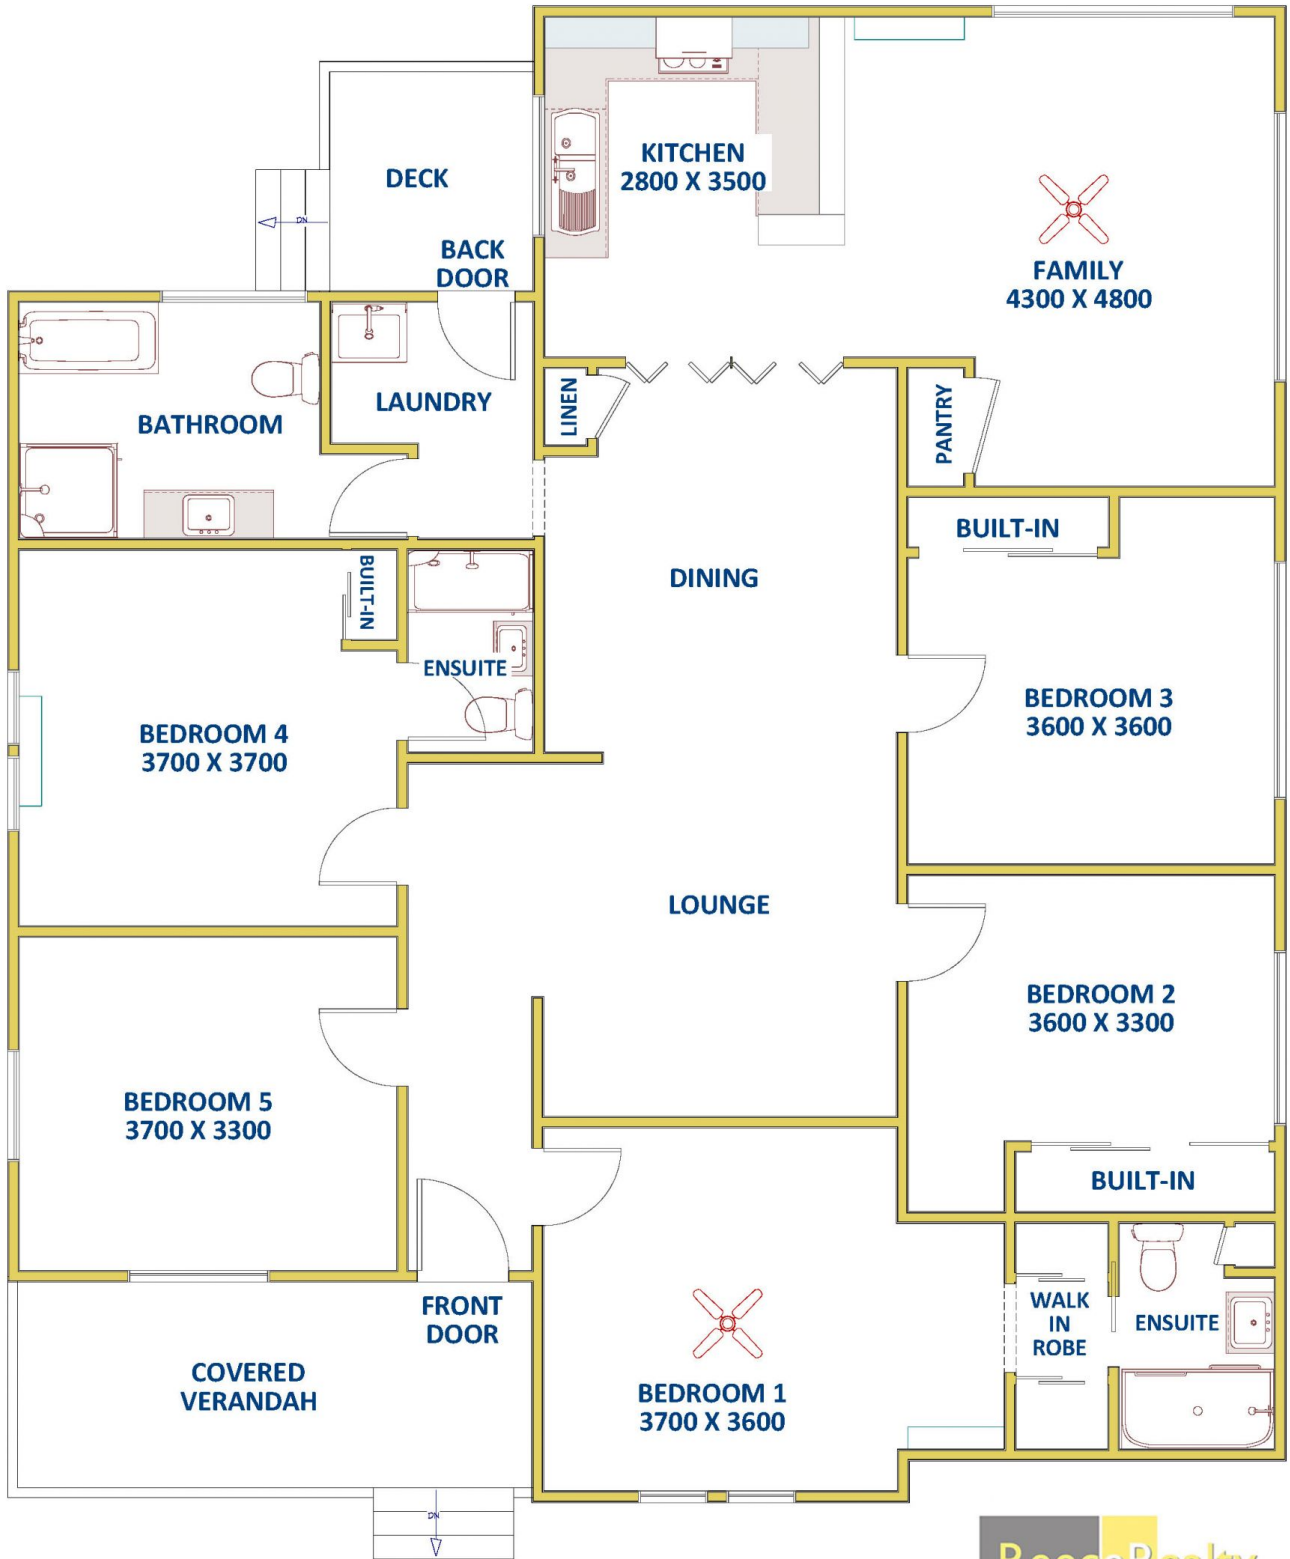 KITCHEN
2800 X 3500
DECK
DN
BACK
DOOR
FAMILY
4300 X 4800
LINEN
LAUNDRY
BATHROOM
PANTRY
BUILT-IN
BUILT-IN
DINING
ENSUITE
BEDROOM 4
3700 X 3700
BEDROOM 3
3600 X 3600
LOUNGE
BEDROOM 2
3600 X 3300
BEDROOM 5
3700 X 3300
BUILT-IN
FRONT
DOOR
WALK
IN
ROBE
ENSUITE
COVERED
VERANDAH
BEDROOM 1
3700 X 3600
DN